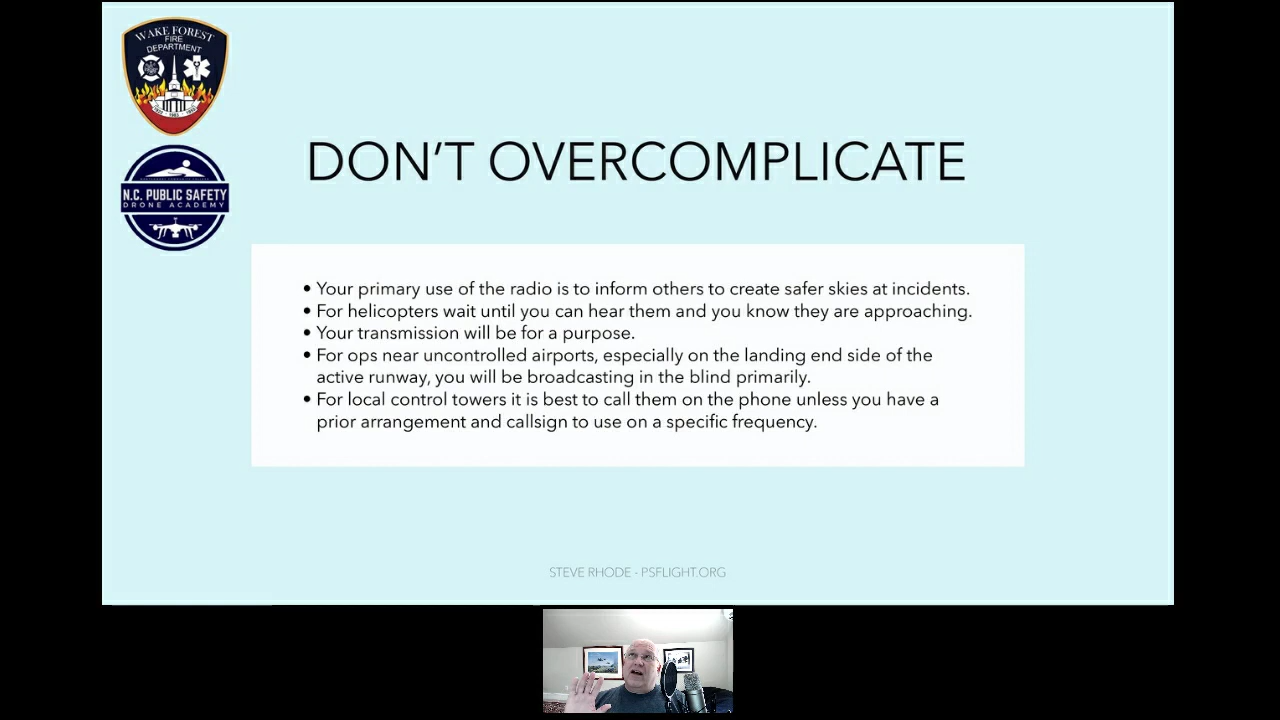 WAKE FOREST
FIRE
DEPARTMENT
N.C. PUBLIC SAFETY
DRONE ACADEMY
DON'T OVERCOMPLICATE
• Your primary use of the radio is to inform others to create safer skies at incidents.
• For helicopters wait until you can hear them and you know they are approaching.
• Your transmission will be for a purpose.
• For ops near uncontrolled airports, especially on the landing end side of the
active runway, you will be broadcasting in the blind primarily.
• For local control towers it is best to call them on the phone unless you have a
prior arrangement and callsign to use on a specific frequency.
STEVE RHODE - PSFLIGHT.ORG